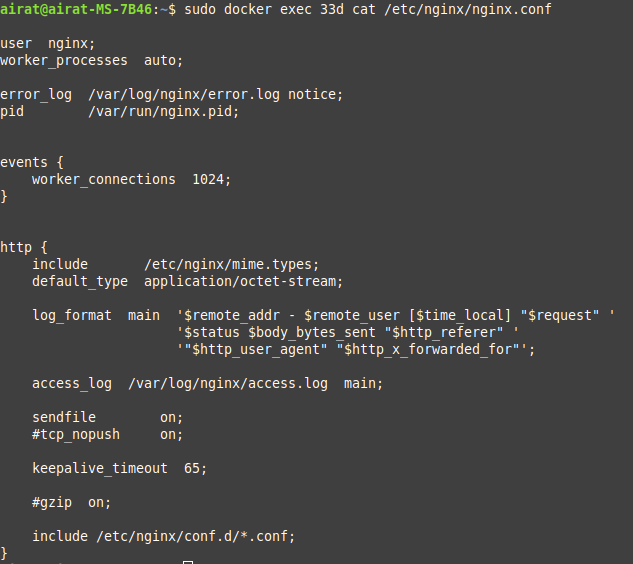 airat@airat-MS-7B46:~$ sudo docker exec 33d cat /etc/nginx/nginx.conf
user  nginx;
worker_processes  auto;
error_log  /var/log/nginx/error.log notice;
pid        /var/run/nginx.pid;
events {
    worker_connections  1024;
}
http {
    include       /etc/nginx/mime.types;
    default_type  application/octet-stream;
    log_format  main  '$remote_addr - $remote_user [$time_local] "$request" '
                      '$status $body_bytes_sent "$http_referer" '
                      '"$http_user_agent" "$http_x_forwarded_for"';
    access_log  /var/log/nginx/access.log  main;
    sendfile        on;
    #tcp_nopush     on;
    keepalive_timeout  65;
    #gzip  on;
    include /etc/nginx/conf.d/*.conf;
}